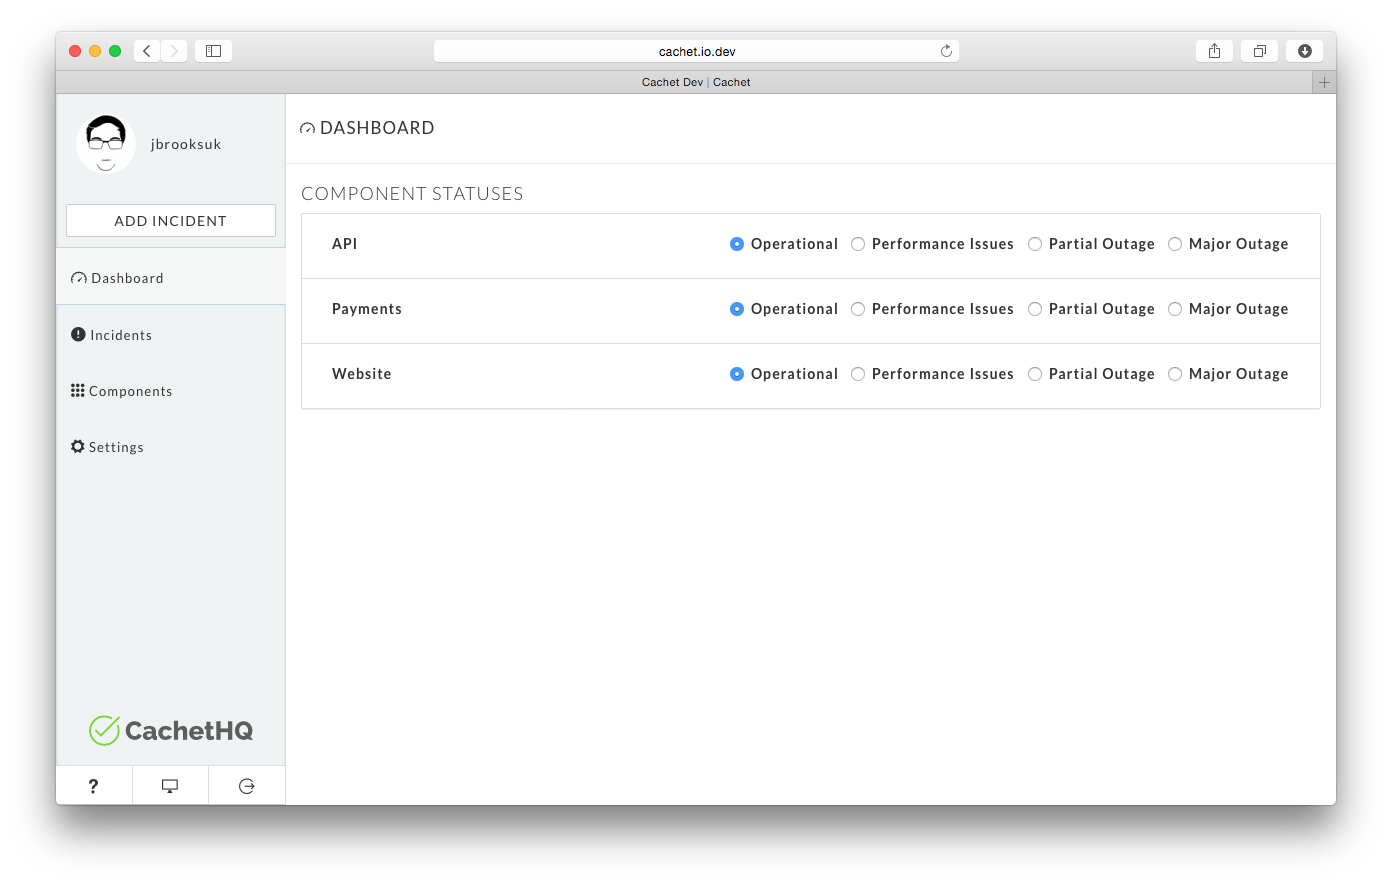 cachet.io.dev
Cachet Dev | Cachet
jbrooksuk
ADD INCIDENT
Dashboard
Incidents
Components
Settings
CachetHQ
?
DASHBOARD
COMPONENT STATUSES
API Operational Performance Issues Partial Outage Major Outage
Payments Operational Performance Issues Partial Outage Major Outage
Website Operational Performance Issues Partial Outage Major Outage